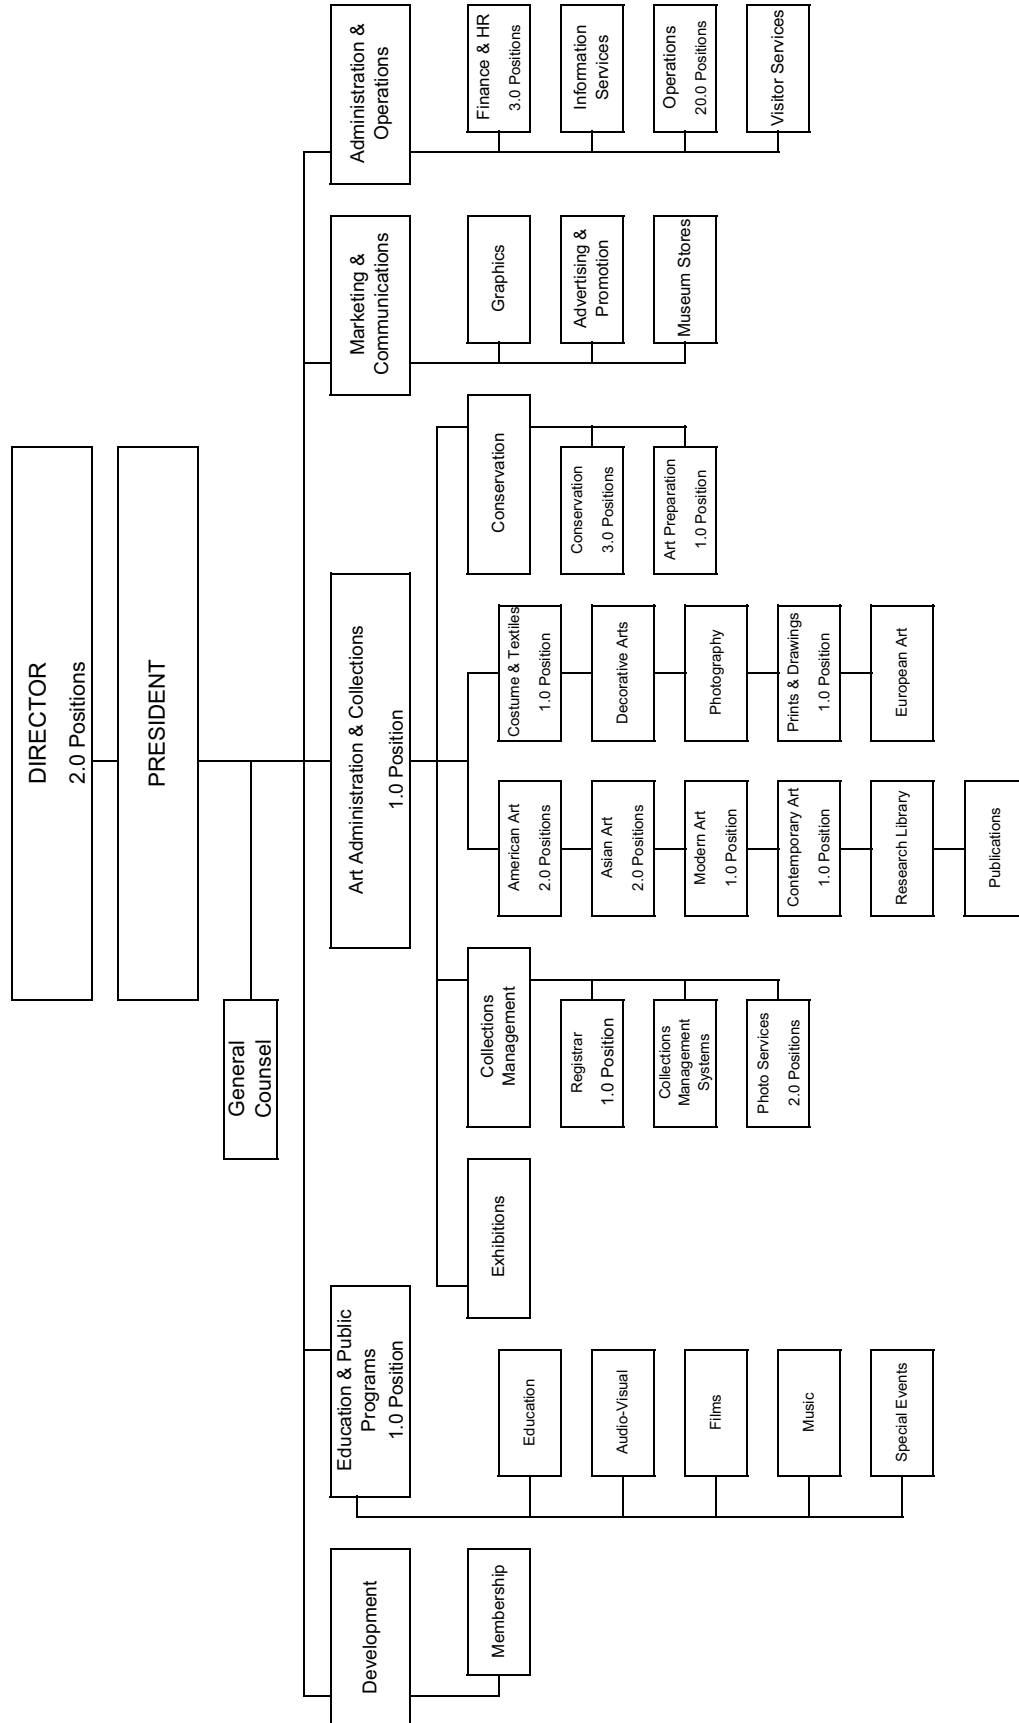 DIRECTOR
2.0 Positions
PRESIDENT
General
Counsel
Development
Education & Public
Programs
1.0 Position
Art Administration & Collections
1.0 Position
Marketing &
Communications
Administration &
Operations
Membership
Education
Audio-Visual
Films
Music
Special Events
Exhibitions
Collections
Management
Registrar
1.0 Position
Collections
Management
Systems
Photo Services
2.0 Positions
American Art
2.0 Positions
Asian Art
2.0 Positions
Modern Art
1.0 Position
Contemporary Art
1.0 Position
Research Library
Publications
Costume & Textiles
1.0 Position
Decorative Arts
Photography
Prints & Drawings
1.0 Position
European Art
Conservation
Conservation
3.0 Positions
Art Preparation
1.0 Position
Graphics
Advertising &
Promotion
Museum Stores
Finance & HR
3.0 Positions
Information
Services
Operations
20.0 Positions
Visitor Services